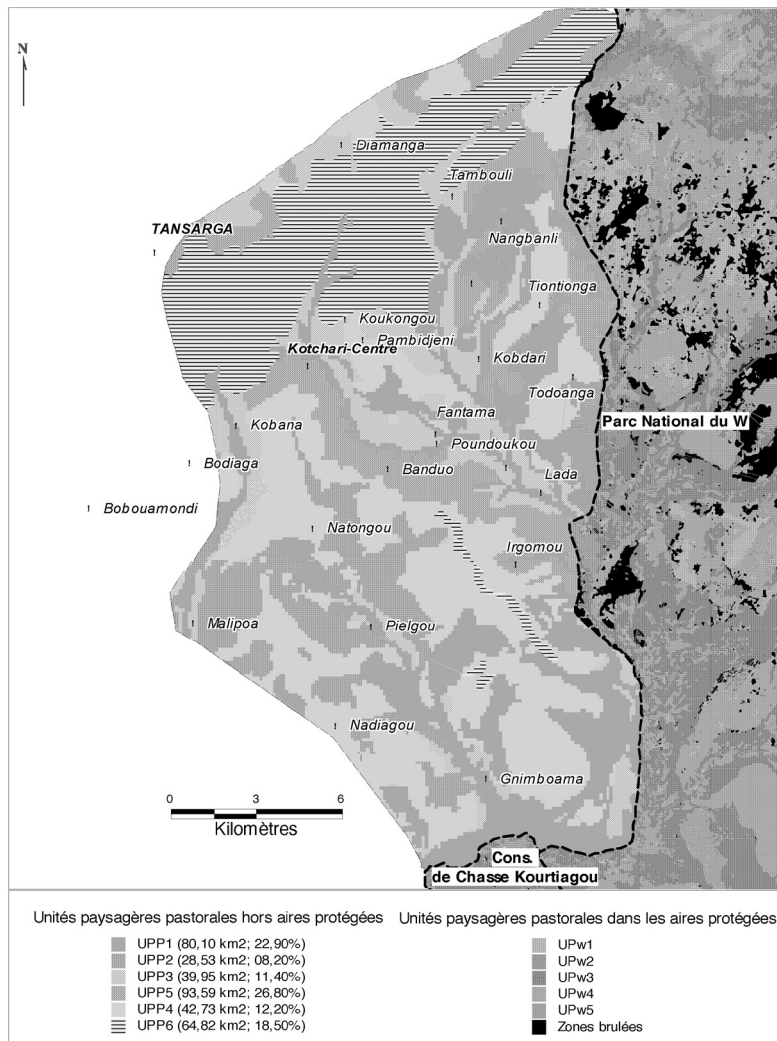 N
Diamanga
Tambouli
TANSARGA
Nangbanli
Tiontionga
Koukongou
Pambidjeni
Kotchari-Centre
Kobdari
Todoanga
Fantama
Parc National du W
Kobana
Poundoukou
Bodiaga
Banduo
Lada
Bobouamondi
Natongou
Irgomou
Malipoa
Pielgou
Nadiagou
Gnimboama
0 3 6
Kilomètres
Cons.
de Chasse Kourtiagou
Unités paysagères pastorales hors aires protégées
UPP1 (80,10 km2; 22,90%)
UPP2 (28,53 km2; 08,20%)
UPP3 (39,95 km2; 11,40%)
UPP5 (93,59 km2; 26,80%)
UPP4 (42,73 km2; 12,20%)
UPP6 (64,82 km2; 18,50%)
Unités paysagères pastorales dans les aires protégées
UPw1
UPw2
UPw3
UPw4
UPw5
Zones brulées